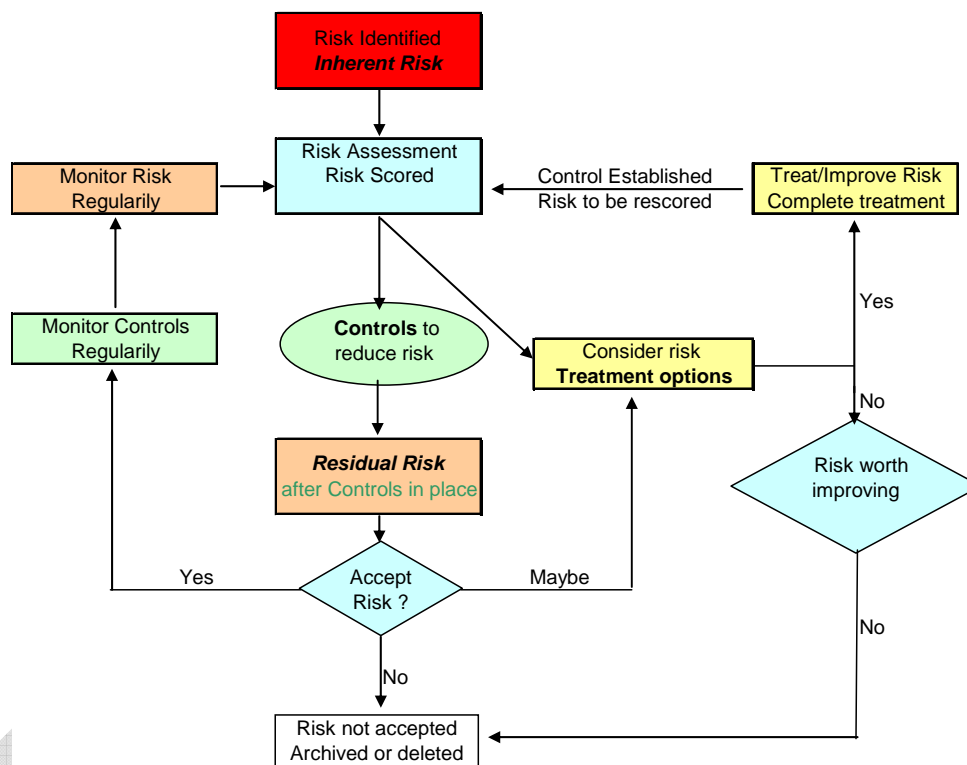 Risk Identified
Inherent Risk
Risk Assessment
Risk Scored
Monitor Risk
Regularily
Control Established
Risk to be rescored
Treat/Improve Risk
Complete treatment
Yes
Monitor Controls
Regularily
Controls to
reduce risk
Consider risk
Treatment options
No
Residual Risk
after Controls in place
Risk worth
improving
Yes
Accept
Risk ?
Maybe
No
No
Risk not accepted
Archived or deleted